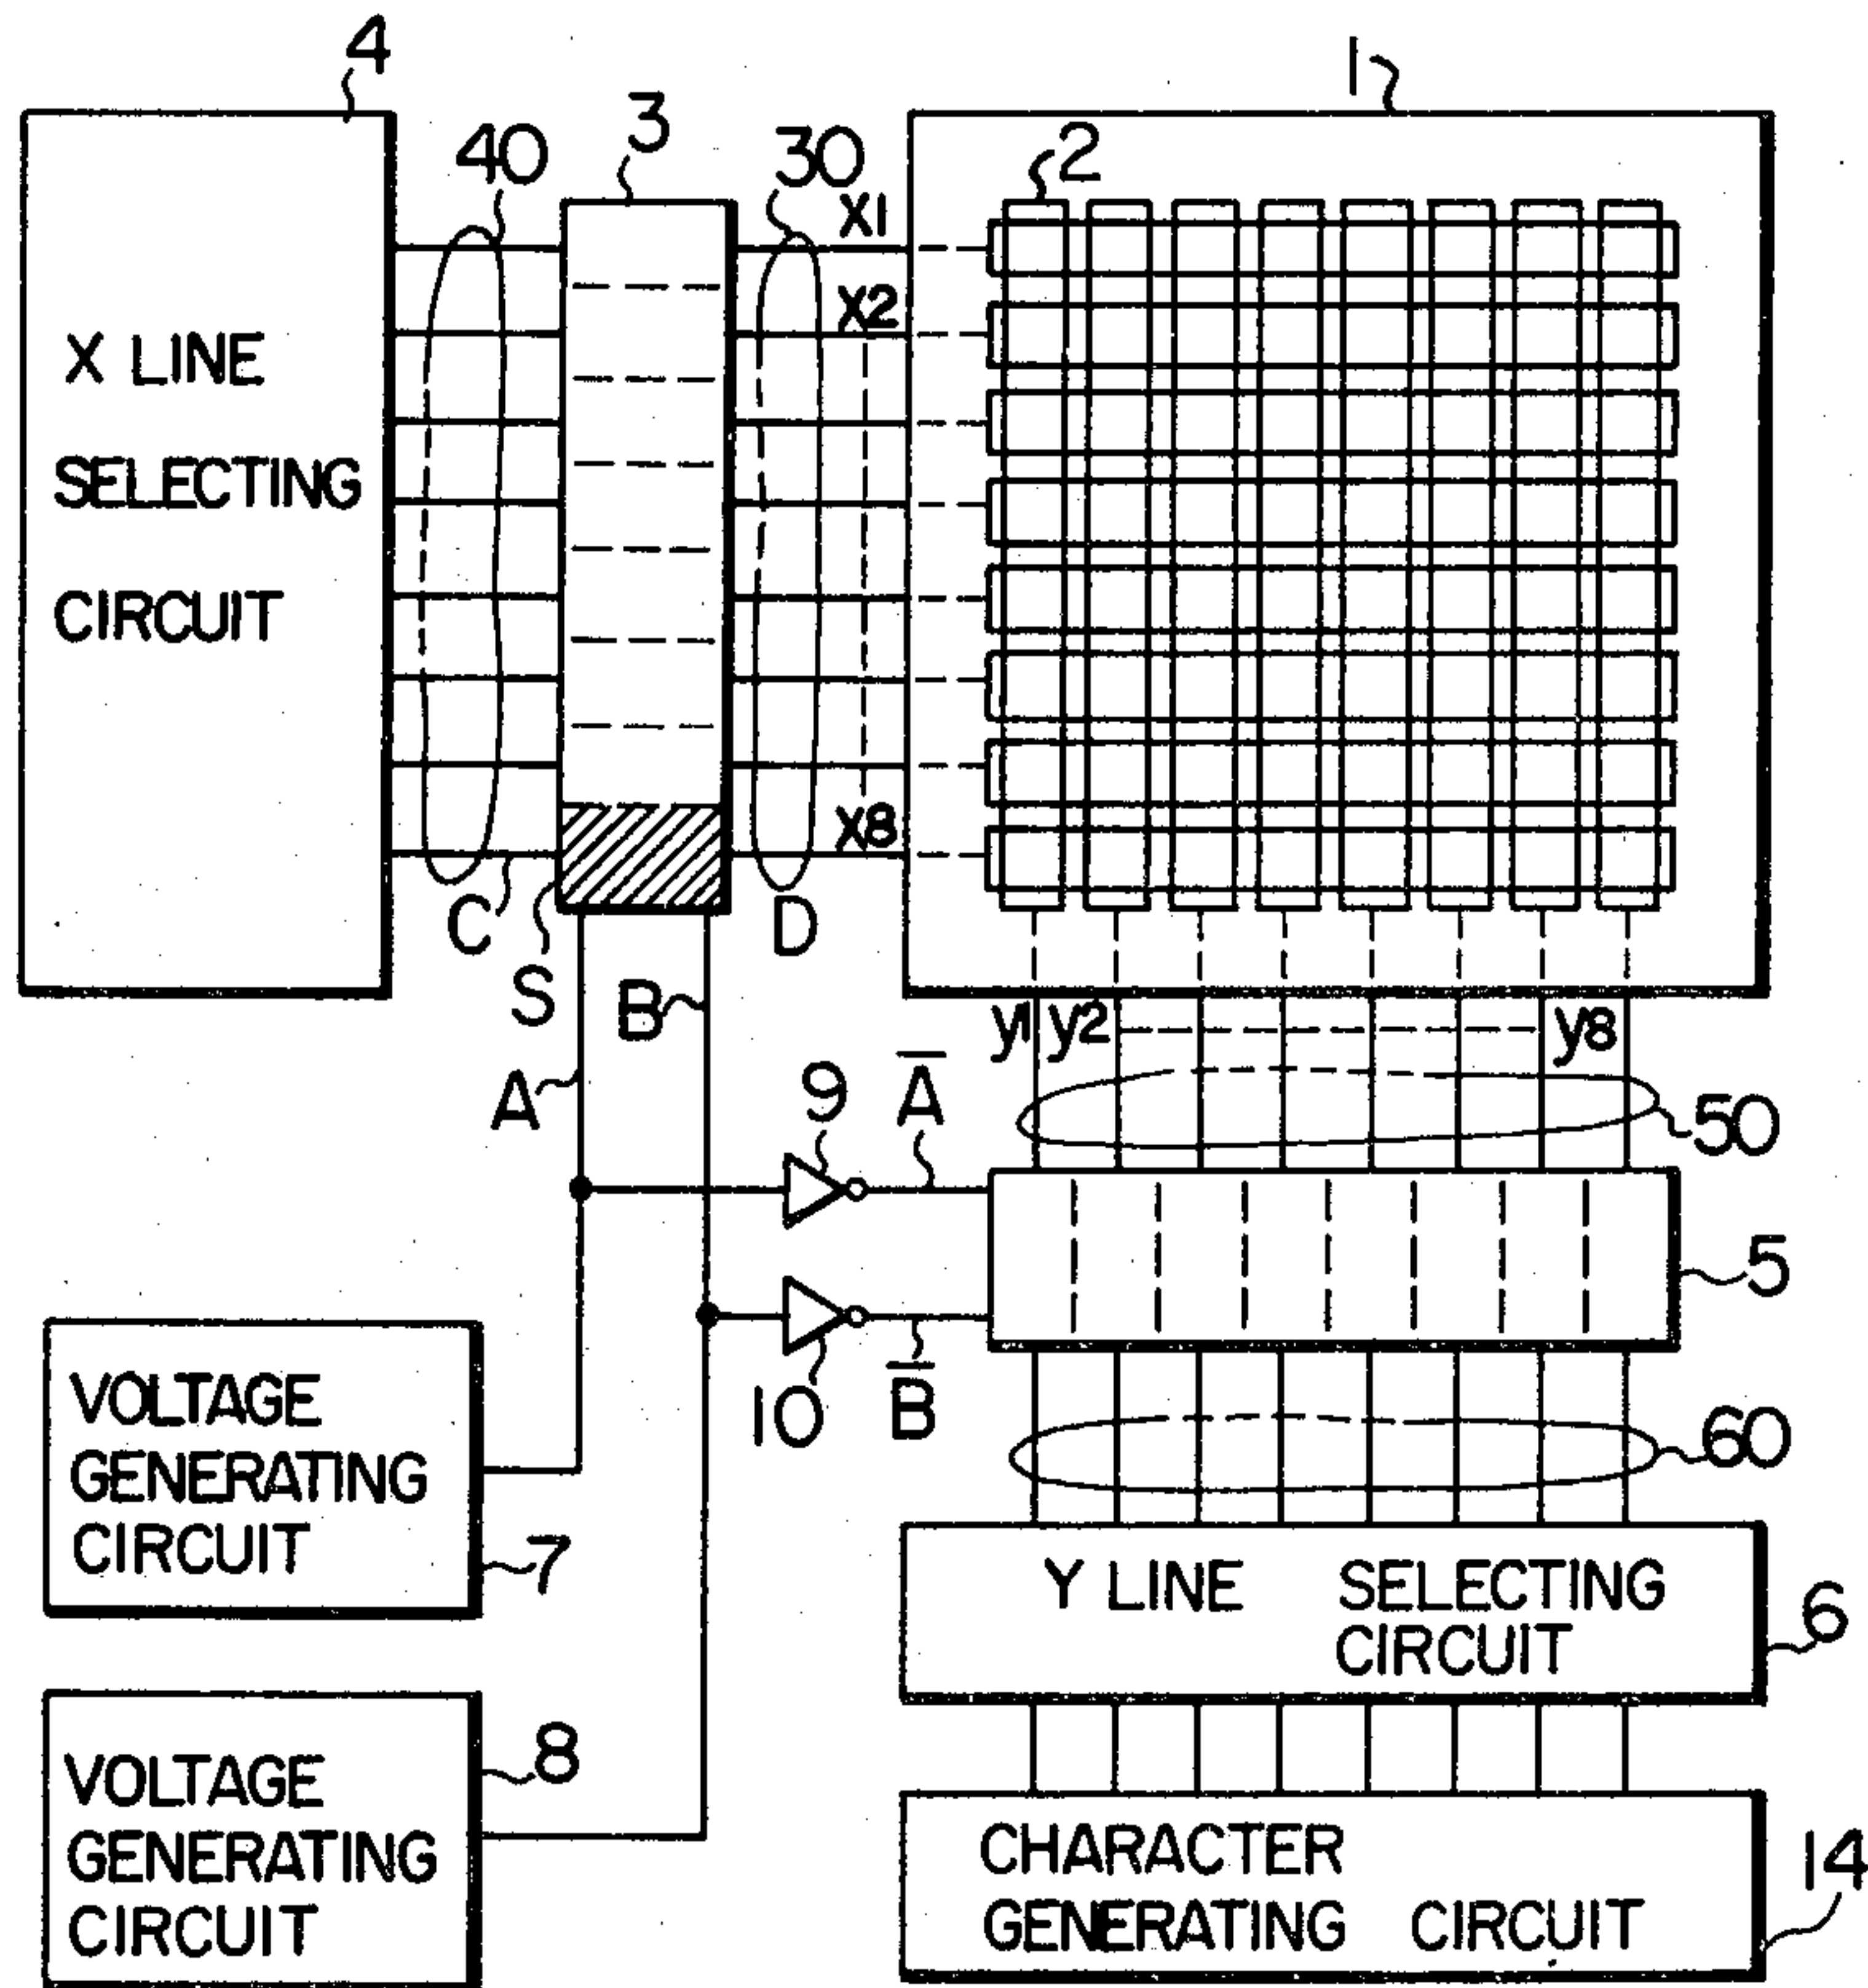 4
1
3
40
30
2
X1
X2
X LINE
SELECTING
CIRCUIT
X8
C
D
S
B
y1 y2
y8
A
9
A̅
50
5
10
B̅
VOLTAGE
GENERATING
CIRCUIT
7
60
Y LINE SELECTING
CIRCUIT
6
8
VOLTAGE
GENERATING
CIRCUIT
CHARACTER
GENERATING CIRCUIT
14